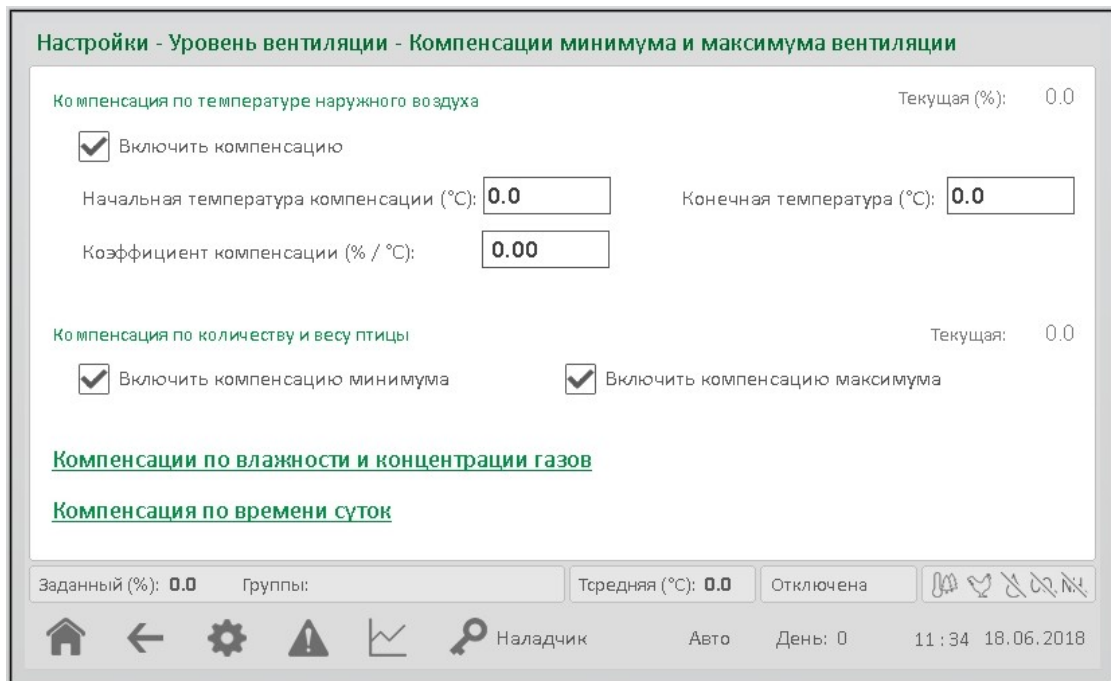 Настройки - Уровень вентиляции - Компенсации минимума и максимума вентиляции
Компенсация по температуре наружного воздуха Текущая (%): 0.0
Включить компенсацию
Начальная температура компенсации (°C): 0.0 Конечная температура (°C): 0.0
Коэффициент компенсации (% / °C): 0.00
Компенсация по количеству и весу птицы Текущая: 0.0
Включить компенсацию минимума Включить компенсацию максимума
Компенсации по влажности и концентрации газов
Компенсация по времени суток
Заданный (%): 0.0 Группы: Тсредняя (°C): 0.0 Отключена
Наладчик Авто День: 0 11:34 18.06.2018